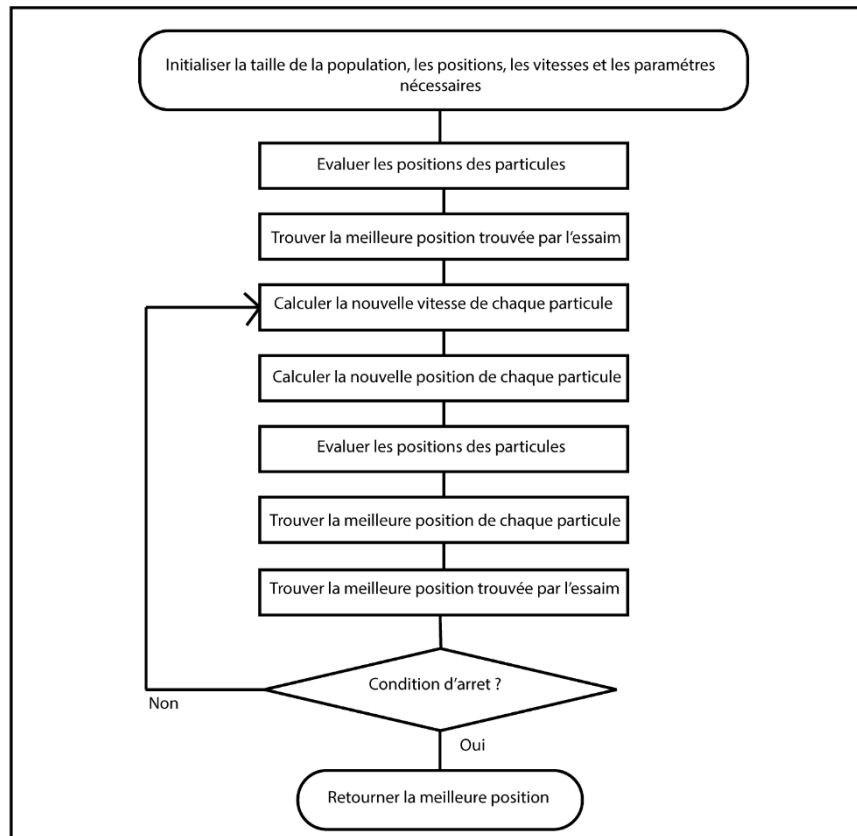 Initialiser la taille de la population, les positions, les vitesses et les paramétres
nécessaires
Evaluer les positions des particules
Trouver la meilleure position trouvée par l'essaim
Calculer la nouvelle vitesse de chaque particule
Calculer la nouvelle position de chaque particule
Evaluer les positions des particules
Trouver la meilleure position de chaque particule
Trouver la meilleure position trouvée par l'essaim
Condition d'arret ?
Non
Oui
Retourner la meilleure position